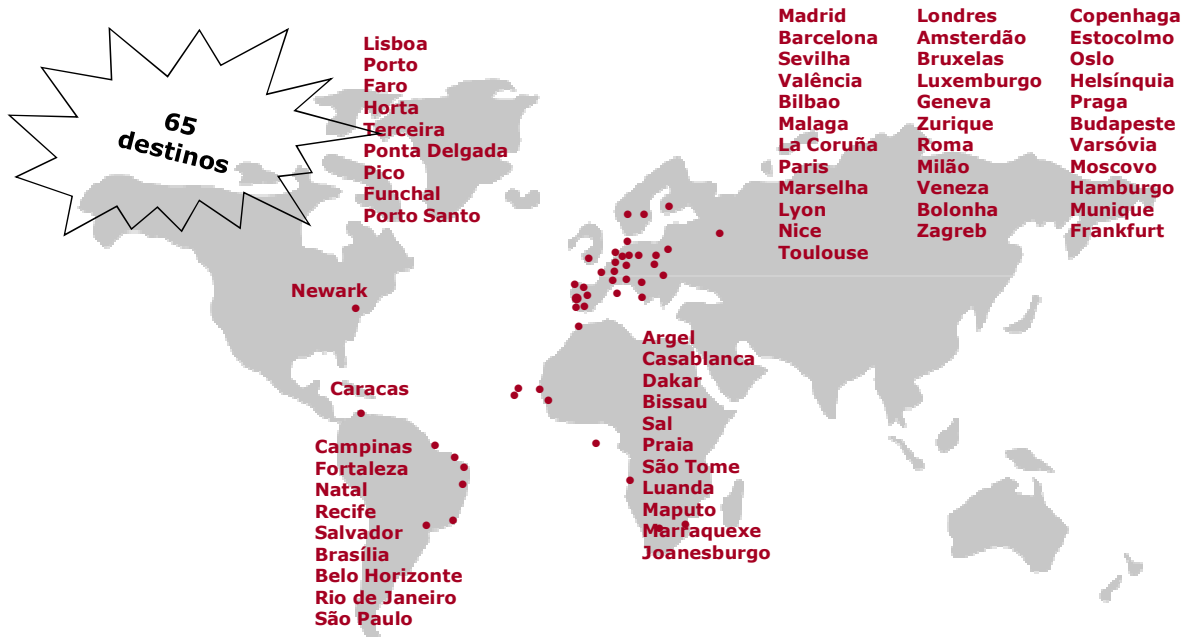 65
destinos
Lisboa
Porto
Faro
Horta
Terceira
Ponta Delgada
Pico
Funchal
Porto Santo
Madrid
Barcelona
Sevilha
Valência
Bilbao
Malaga
La Coruña
Paris
Marselha
Lyon
Nice
Toulouse
Londres
Amsterdão
Bruxelas
Luxemburgo
Geneva
Zurique
Roma
Milão
Veneza
Bolonha
Zagreb
Copenhaga
Estocolmo
Oslo
Helsínquia
Praga
Budapeste
Varsóvia
Moscovo
Hamburgo
Munique
Frankfurt
Newark
Caracas
Campinas
Fortaleza
Natal
Recife
Salvador
Brasília
Belo Horizonte
Rio de Janeiro
São Paulo
Argel
Casablanca
Dakar
Bissau
Sal
Praia
São Tome
Luanda
Maputo
Marraquexe
Joanesburgo